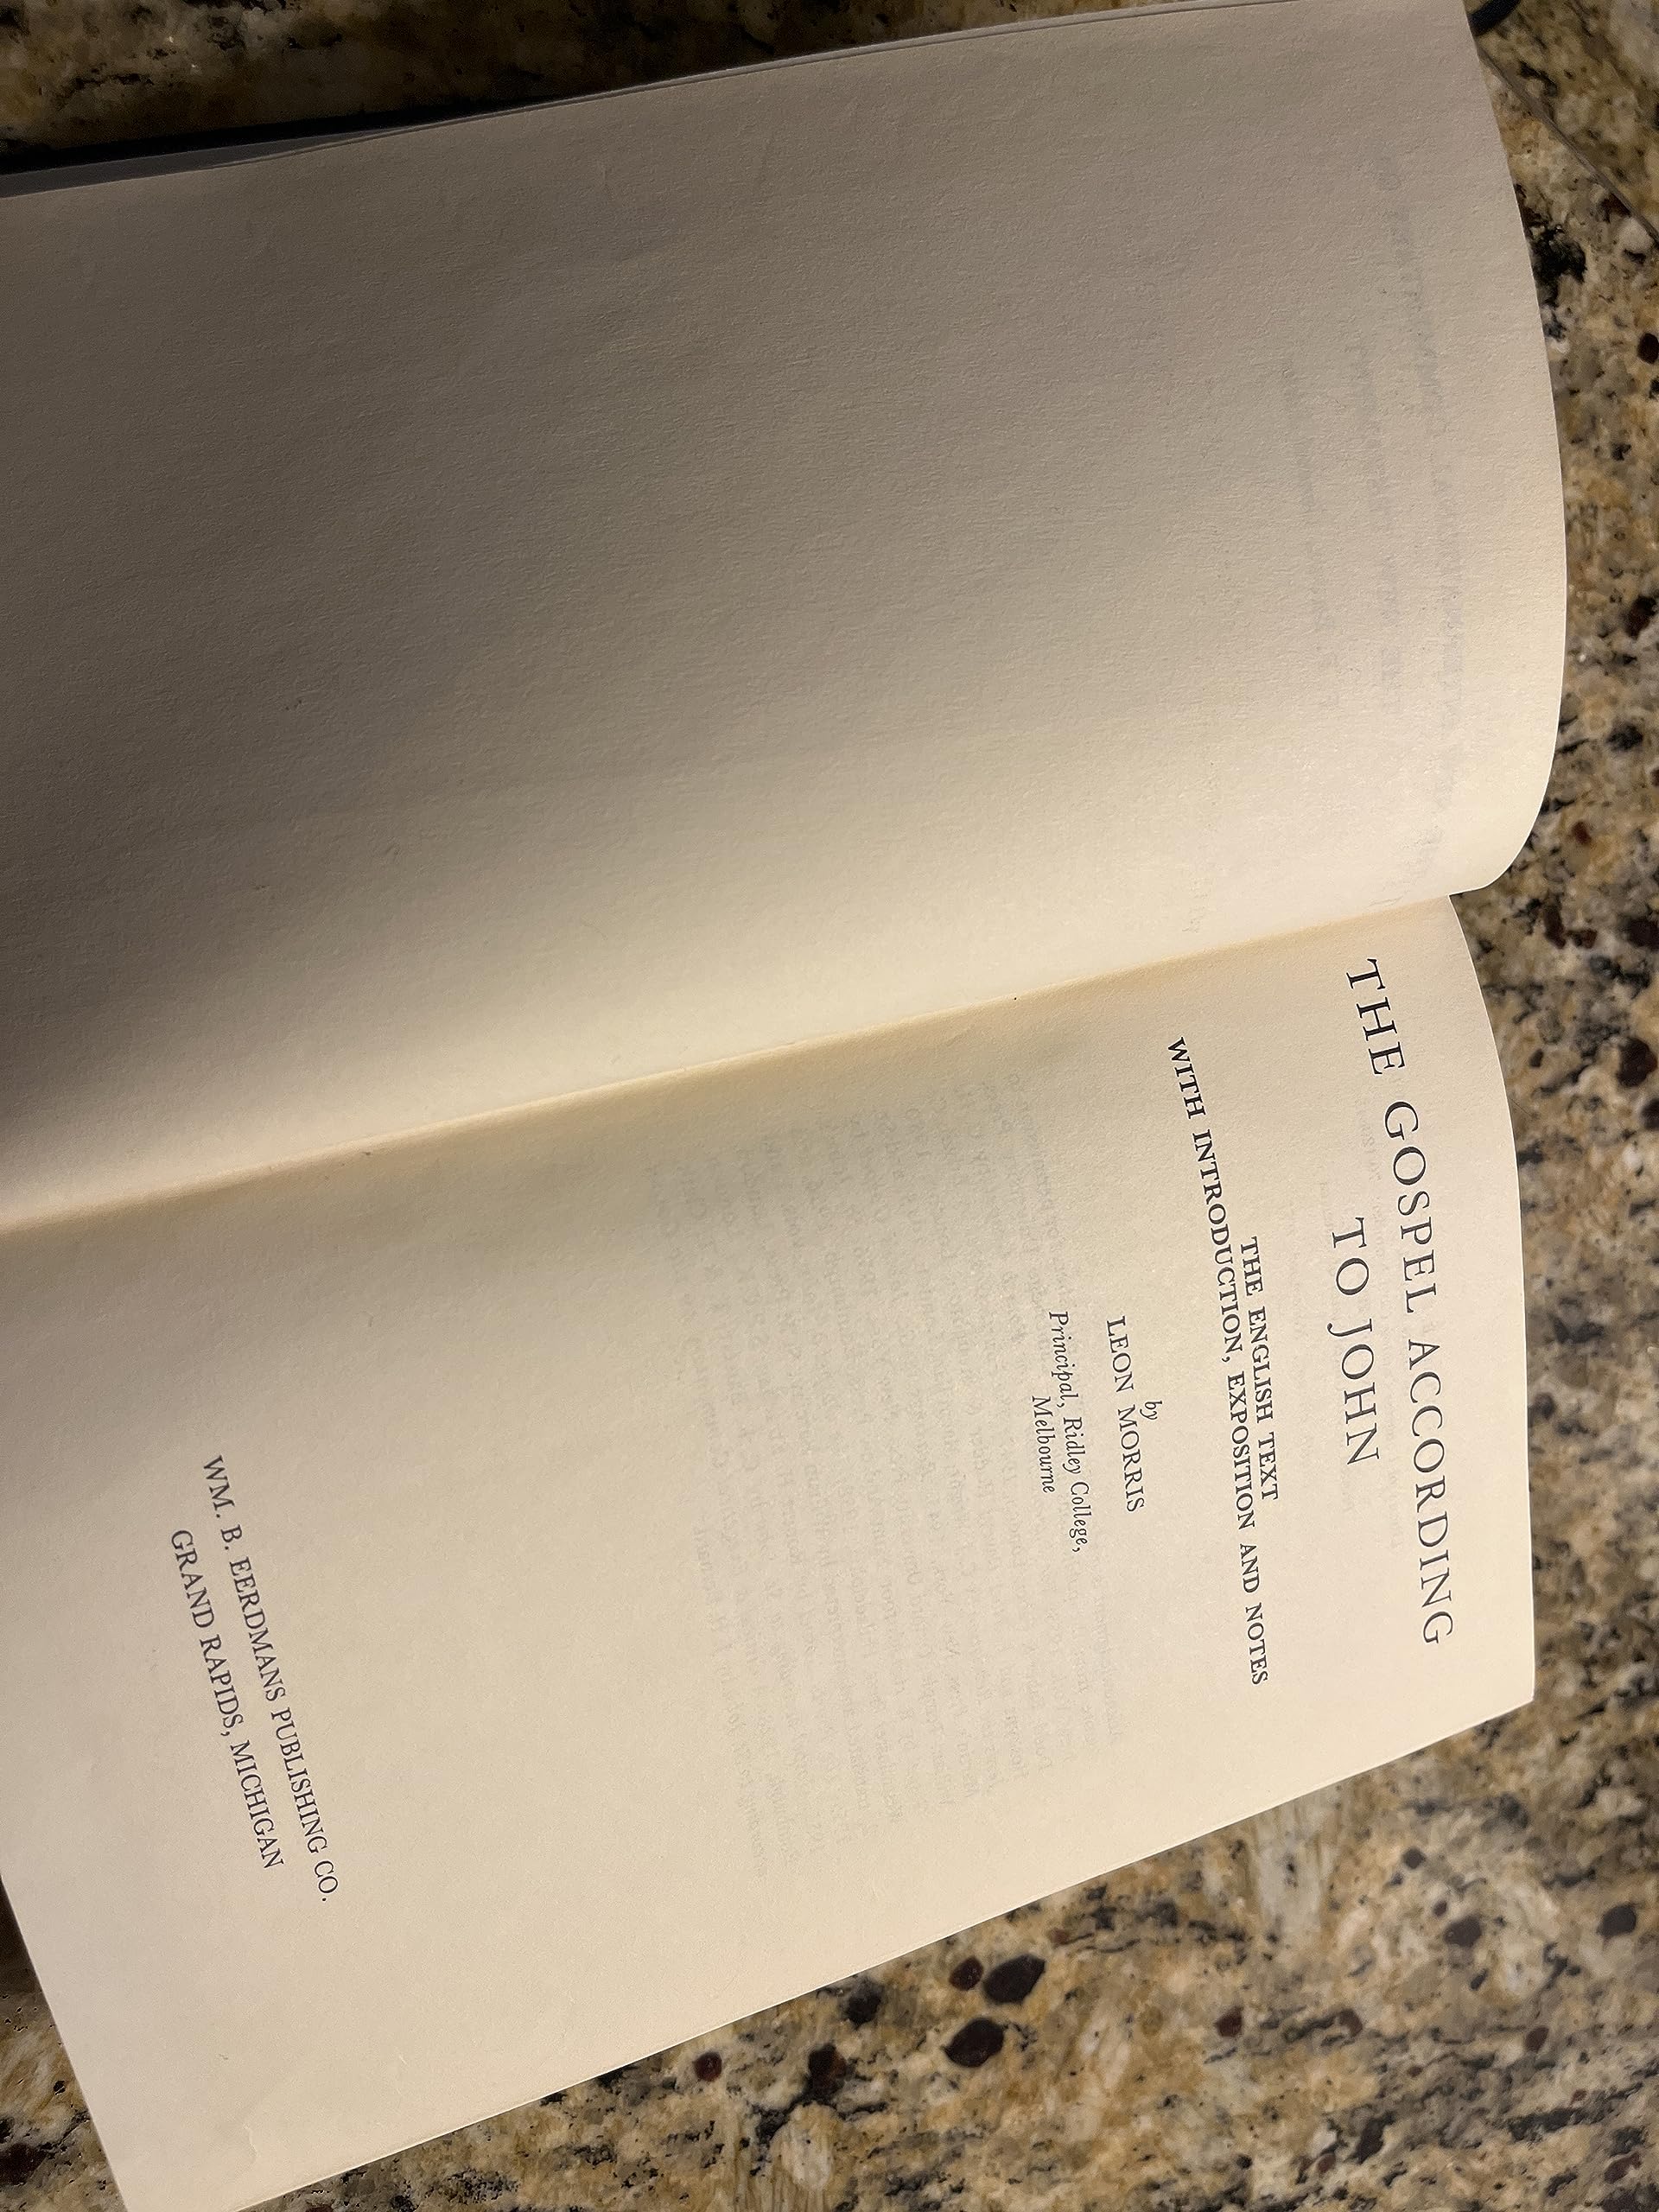 THE GOSPEL ACCORDING
TO JOHN
THE ENGLISH TEXT
WITH INTRODUCTION, EXPOSITION AND NOTES
by
LEON MORRIS
Principal, Ridley College,
Melbourne
WM. B. EERDMANS PUBLISHING CO.
GRAND RAPIDS, MICHIGAN